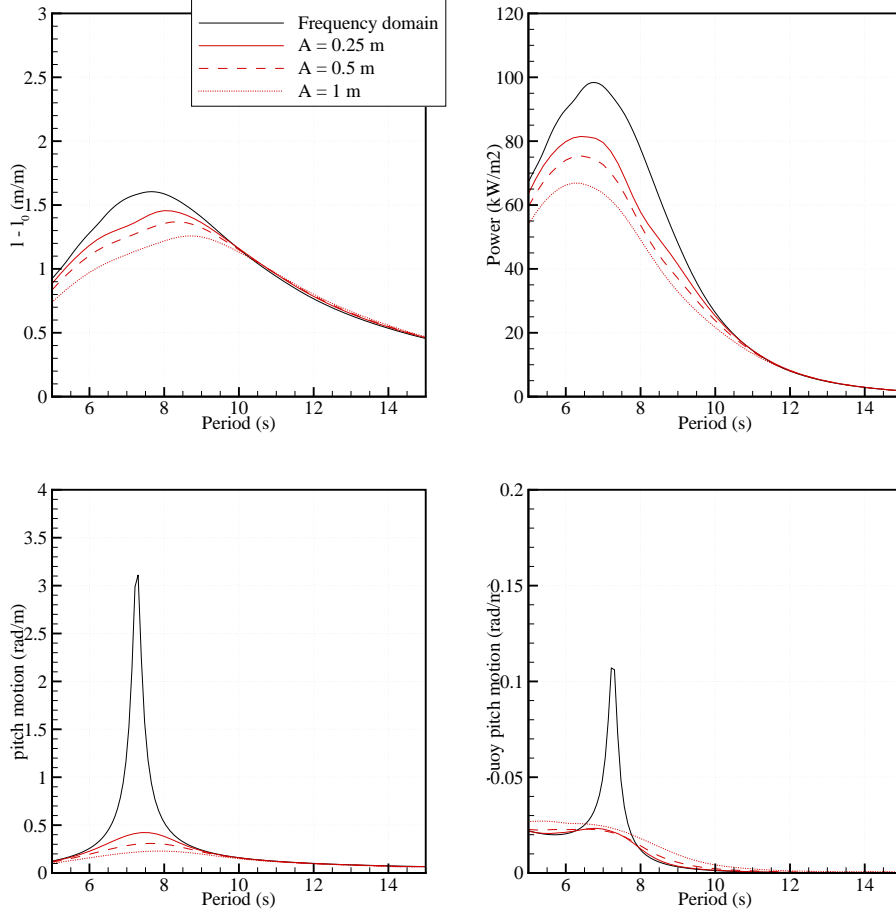 Frequency domain
A = 0.25 m
A = 0.5 m
A = 1 m
3
2.5
2
1.5
1
0.5
0
l - l0 (m/m)
6 8 10 12 14
Period (s)
120
100
80
60
40
20
0
Power (kW/m2)
6 8 10 12 14
Period (s)
4
3.5
3
2.5
2
1.5
1
0.5
0
pitch motion (rad/m)
6 8 10 12 14
Period (s)
0.2
0.15
0.1
0.05
0
uoy pitch motion (rad/m)
6 8 10 12 14
Period (s)